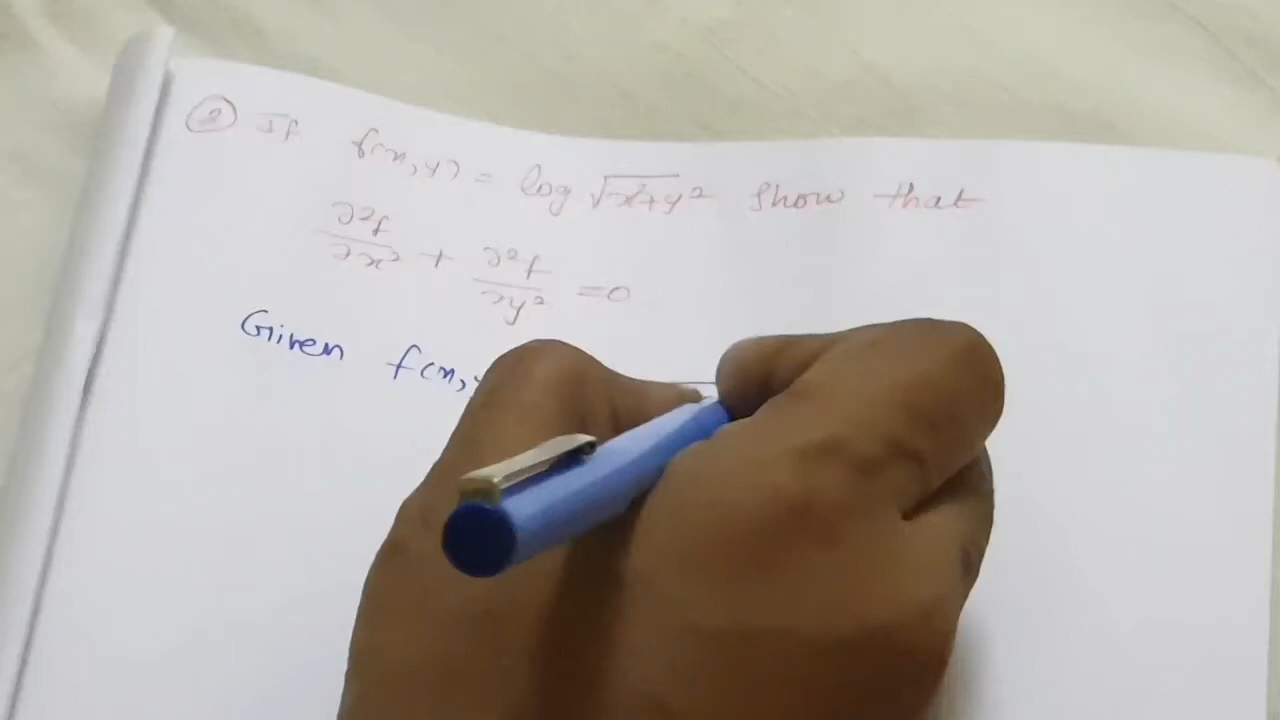 ② If f(x,y) = log √x²+y² show that
∂²f/∂x² + ∂²f/∂y² = 0
Given f(x,y